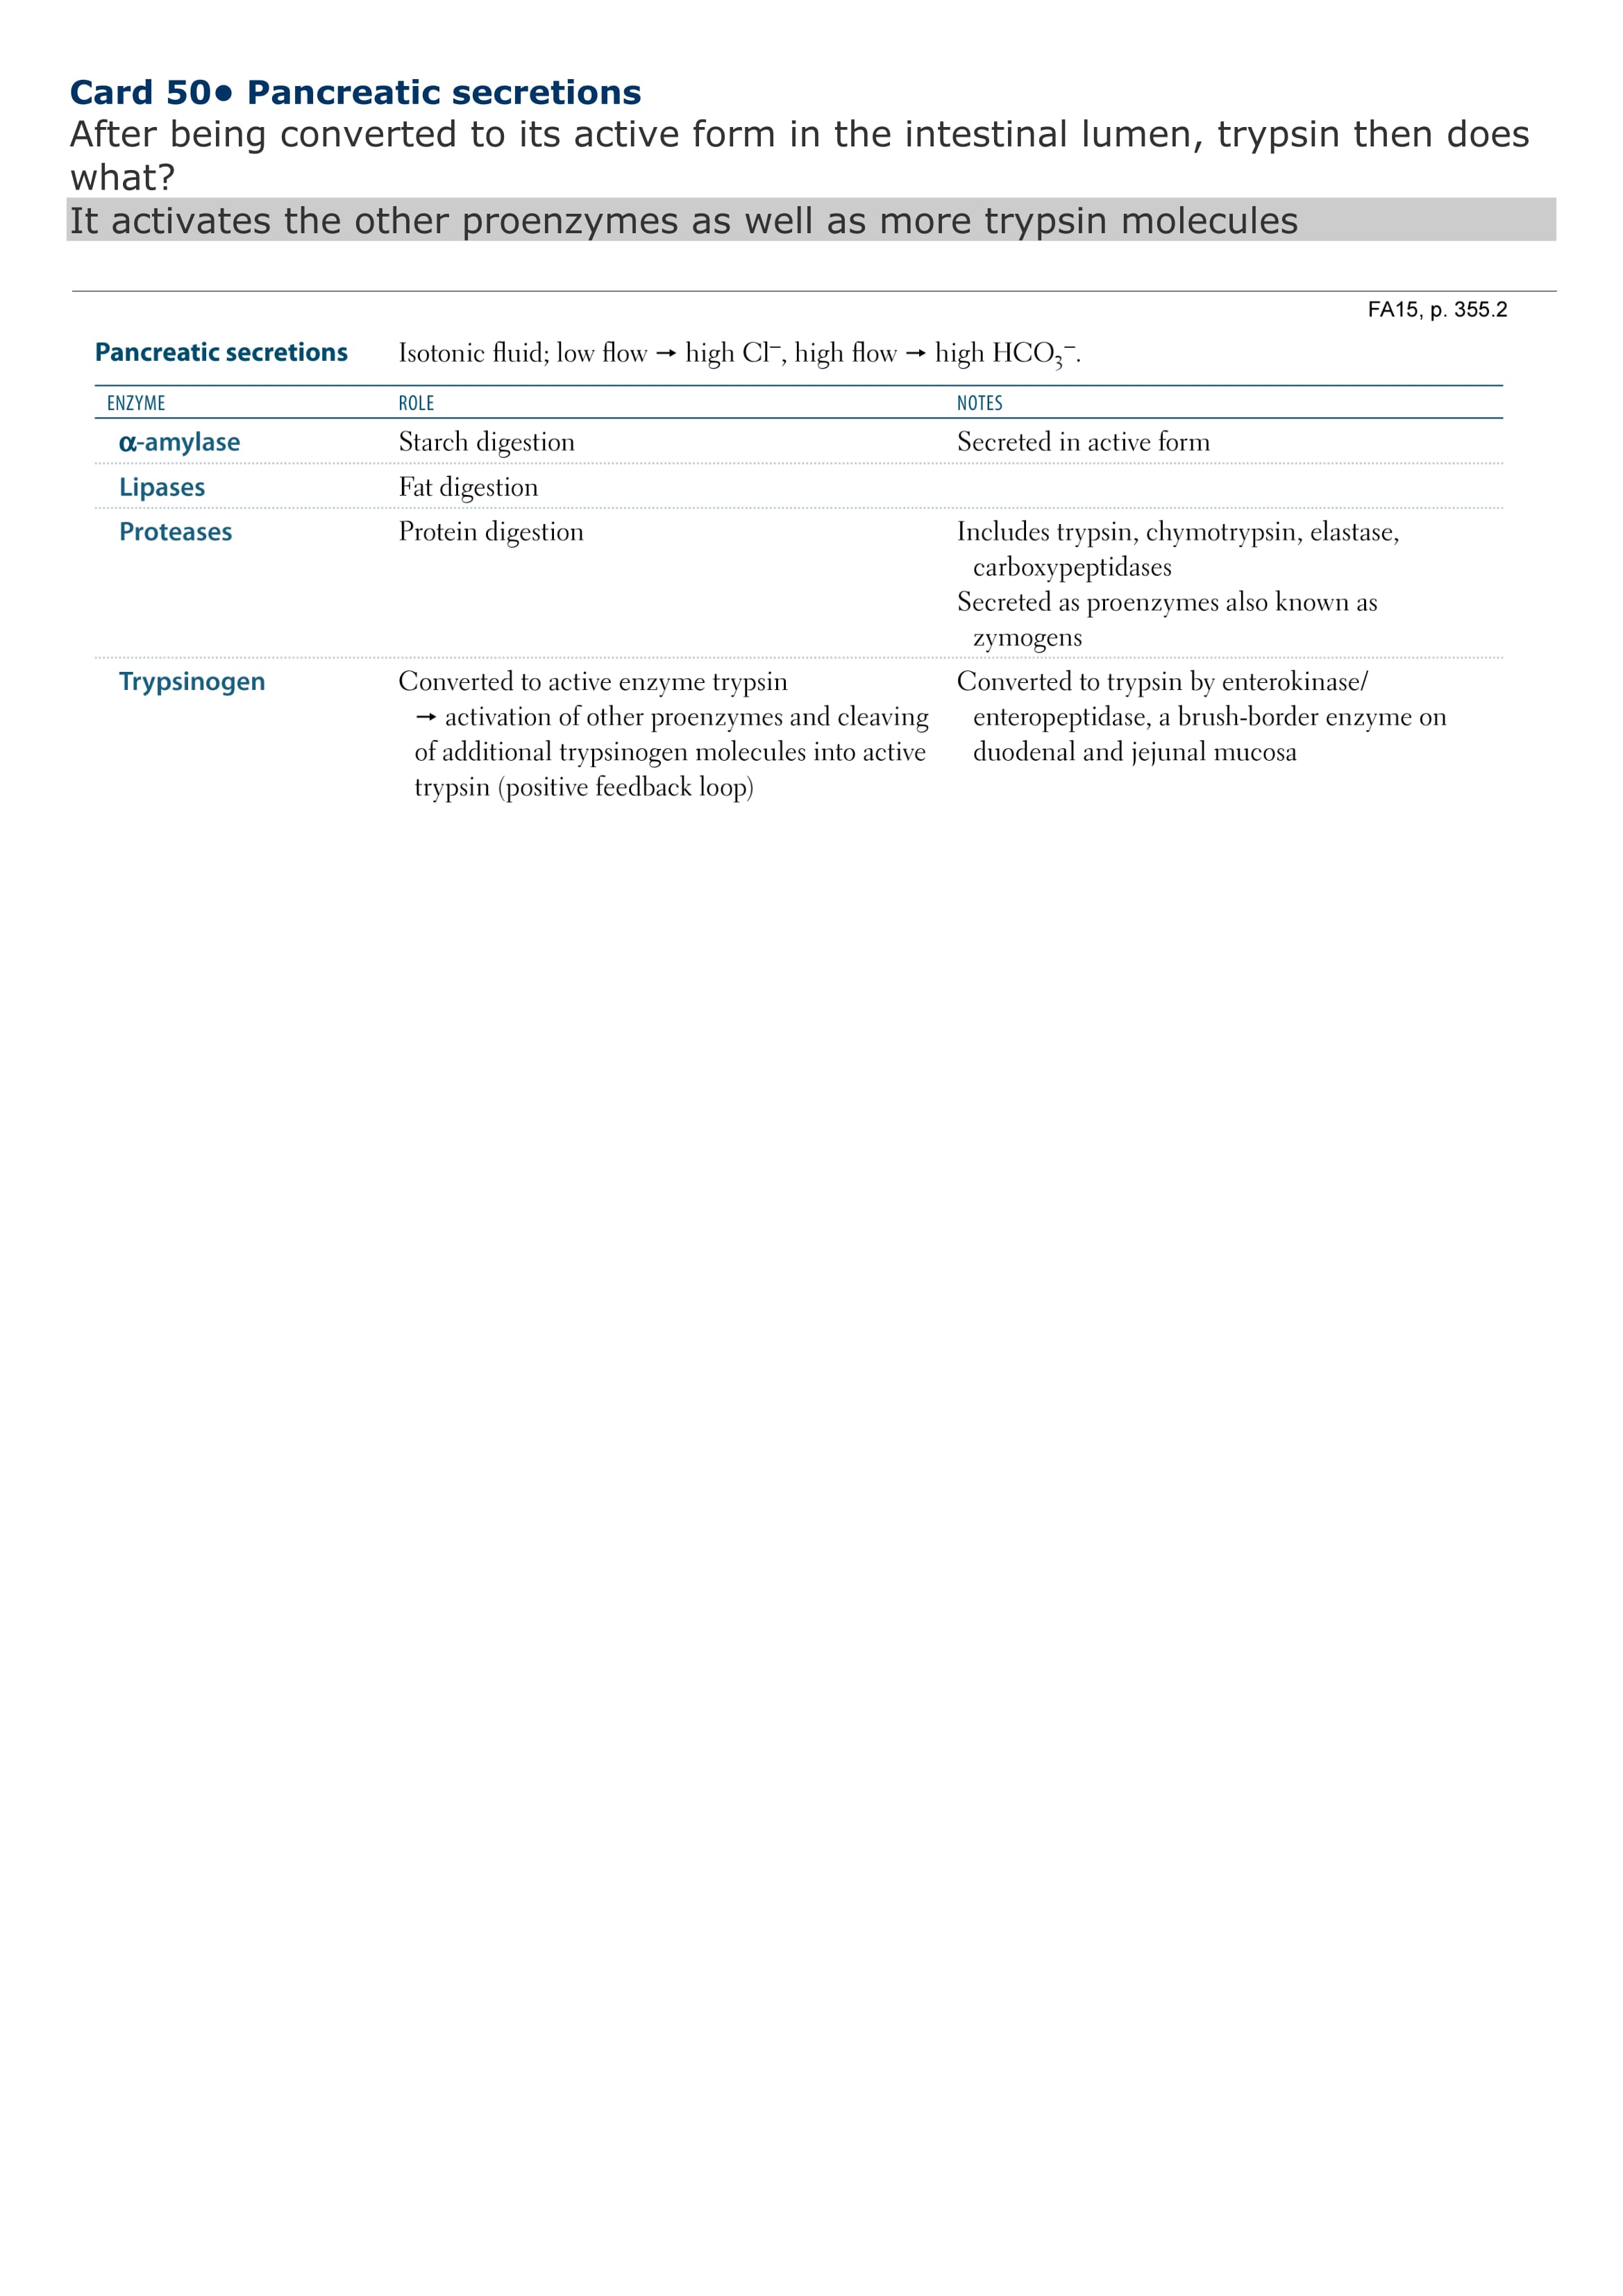 Card 50• Pancreatic secretions
After being converted to its active form in the intestinal lumen, trypsin then does
what?
It activates the other proenzymes as well as more trypsin molecules
FA15, p. 355.2
Pancreatic secretions Isotonic fluid; low flow → high Cl⁻, high flow → high HCO₃⁻.
ENZYME ROLE NOTES
α-amylase Starch digestion Secreted in active form
Lipases Fat digestion
Proteases Protein digestion Includes trypsin, chymotrypsin, elastase,
carboxypeptidases
Secreted as proenzymes also known as
zymogens
Trypsinogen Converted to active enzyme trypsin Converted to trypsin by enterokinase/
→ activation of other proenzymes and cleaving enteropeptidase, a brush-border enzyme on
of additional trypsinogen molecules into active duodenal and jejunal mucosa
trypsin (positive feedback loop)